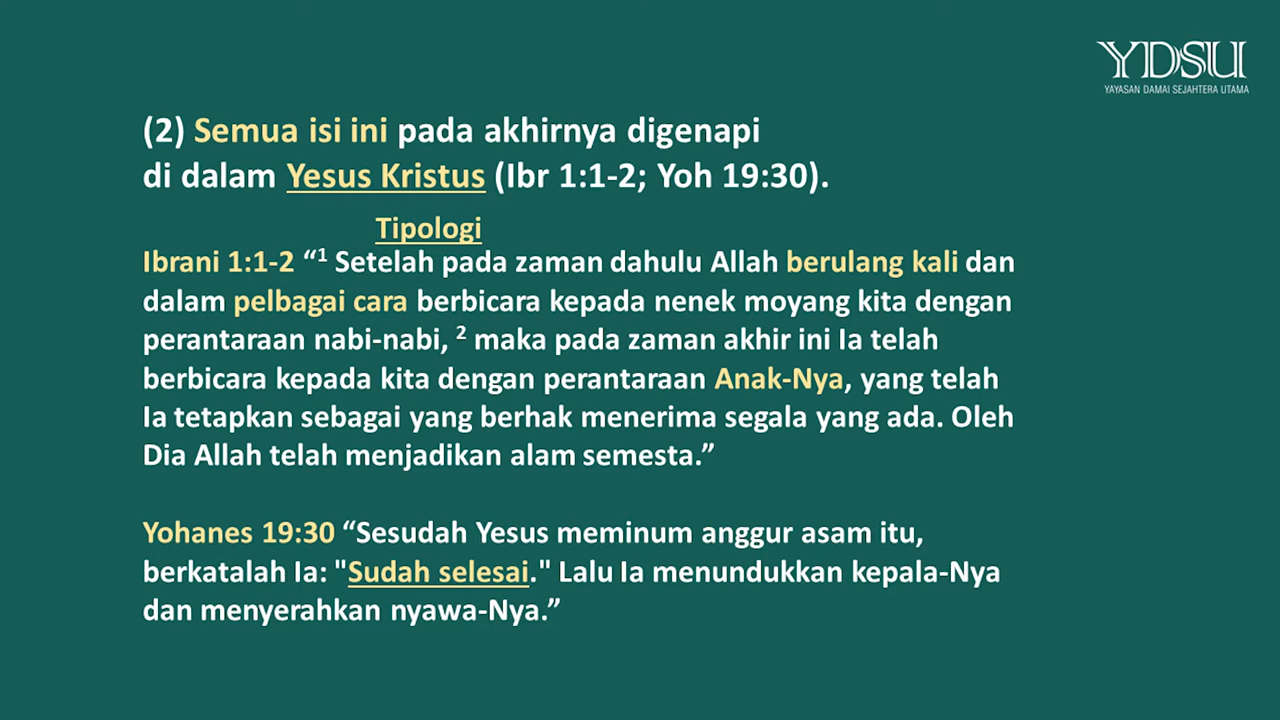 YDSU
YAYASAN DAMAI SEJAHTERA UTAMA
(2) Semua isi ini pada akhirnya digenapi
di dalam Yesus Kristus (Ibr 1:1-2; Yoh 19:30).
Tipologi
Ibrani 1:1-2 “¹ Setelah pada zaman dahulu Allah berulang kali dan
dalam pelbagai cara berbicara kepada nenek moyang kita dengan
perantaraan nabi-nabi, ² maka pada zaman akhir ini Ia telah
berbicara kepada kita dengan perantaraan Anak-Nya, yang telah
Ia tetapkan sebagai yang berhak menerima segala yang ada. Oleh
Dia Allah telah menjadikan alam semesta.”
Yohanes 19:30 “Sesudah Yesus meminum anggur asam itu,
berkatalah Ia: "Sudah selesai." Lalu Ia menundukkan kepala-Nya
dan menyerahkan nyawa-Nya.”